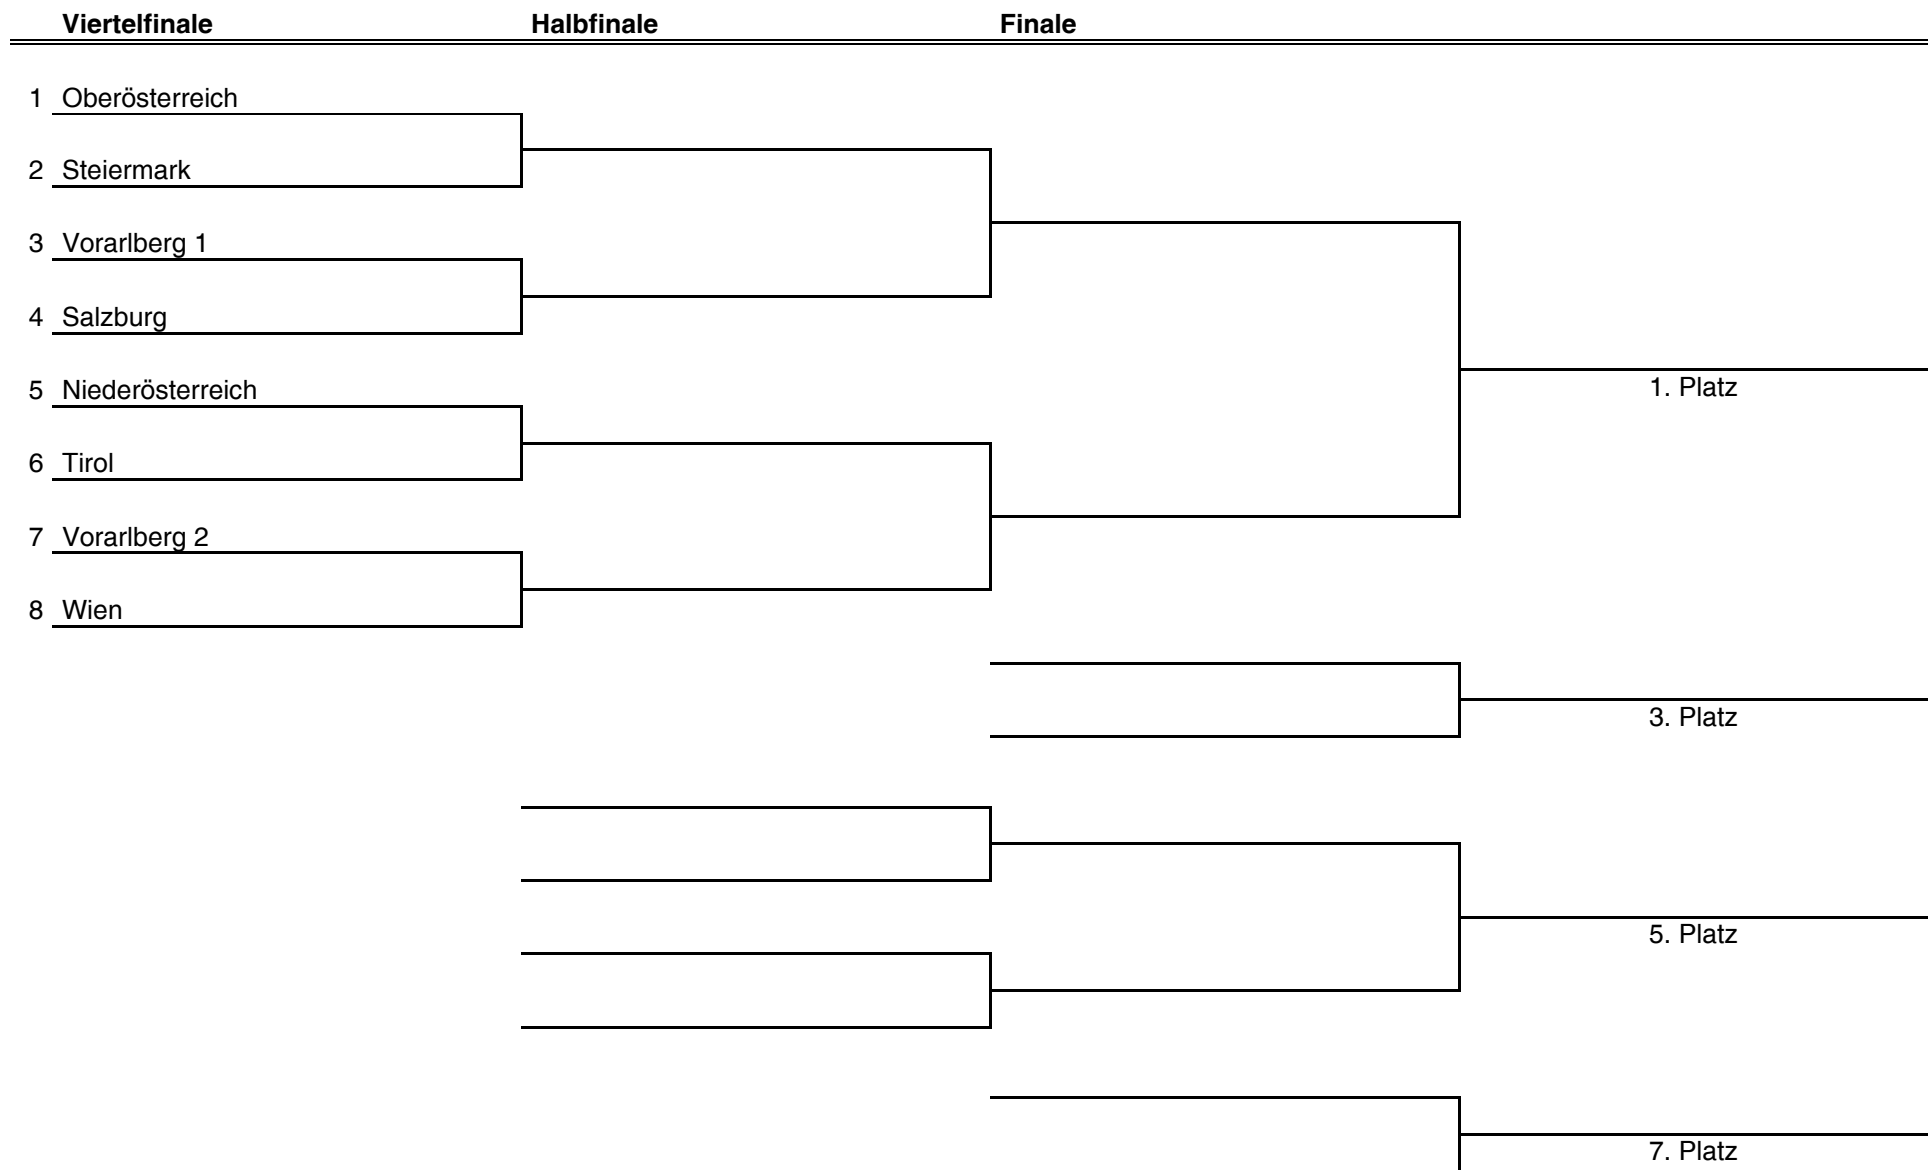 Viertelfinale Halbfinale Finale
1 Oberösterreich
2 Steiermark
3 Vorarlberg 1
4 Salzburg
5 Niederösterreich
1. Platz
6 Tirol
7 Vorarlberg 2
8 Wien
3. Platz
5. Platz
7. Platz